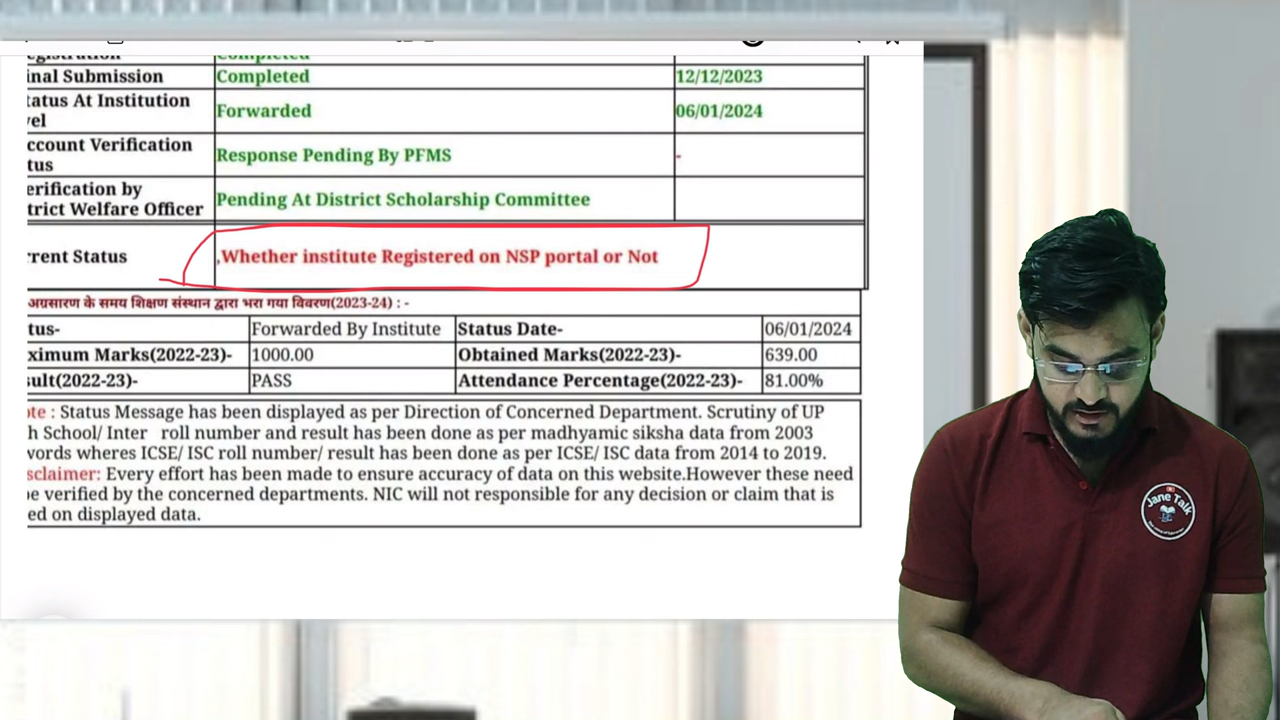 inal Submission Completed 12/12/2023
tatus At Institution
vel Forwarded 06/01/2024
ccount Verification
tus Response Pending By PFMS -
erification by
trict Welfare Officer Pending At District Scholarship Committee
rrent Status ,Whether institute Registered on NSP portal or Not
अग्रसारण के समय शिक्षण संस्थान द्वारा भरा गया विवरण(2023-24) : -
tus- Forwarded By Institute Status Date- 06/01/2024
ximum Marks(2022-23)- 1000.00 Obtained Marks(2022-23)- 639.00
sult(2022-23)- PASS Attendance Percentage(2022-23)- 81.00%
ote : Status Message has been displayed as per Direction of Concerned Department. Scrutiny of UP
h School/ Inter roll number and result has been done as per madhyamic siksha data from 2003
words wheres ICSE/ ISC roll number/ result has been done as per ICSE/ ISC data from 2014 to 2019.
sclaimer: Every effort has been made to ensure accuracy of data on this website.However these need
be verified by the concerned departments. NIC will not responsible for any decision or claim that is
ed on displayed data.
Jane Talk